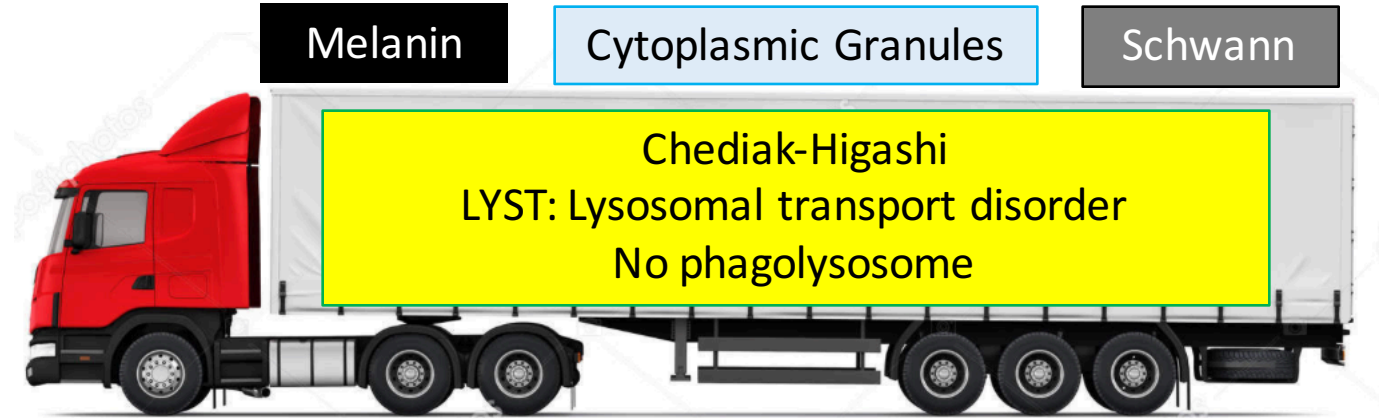 Melanin
Cytoplasmic Granules
Schwann
Chediak-Higashi
LYST: Lysosomal transport disorder
No phagolysosome